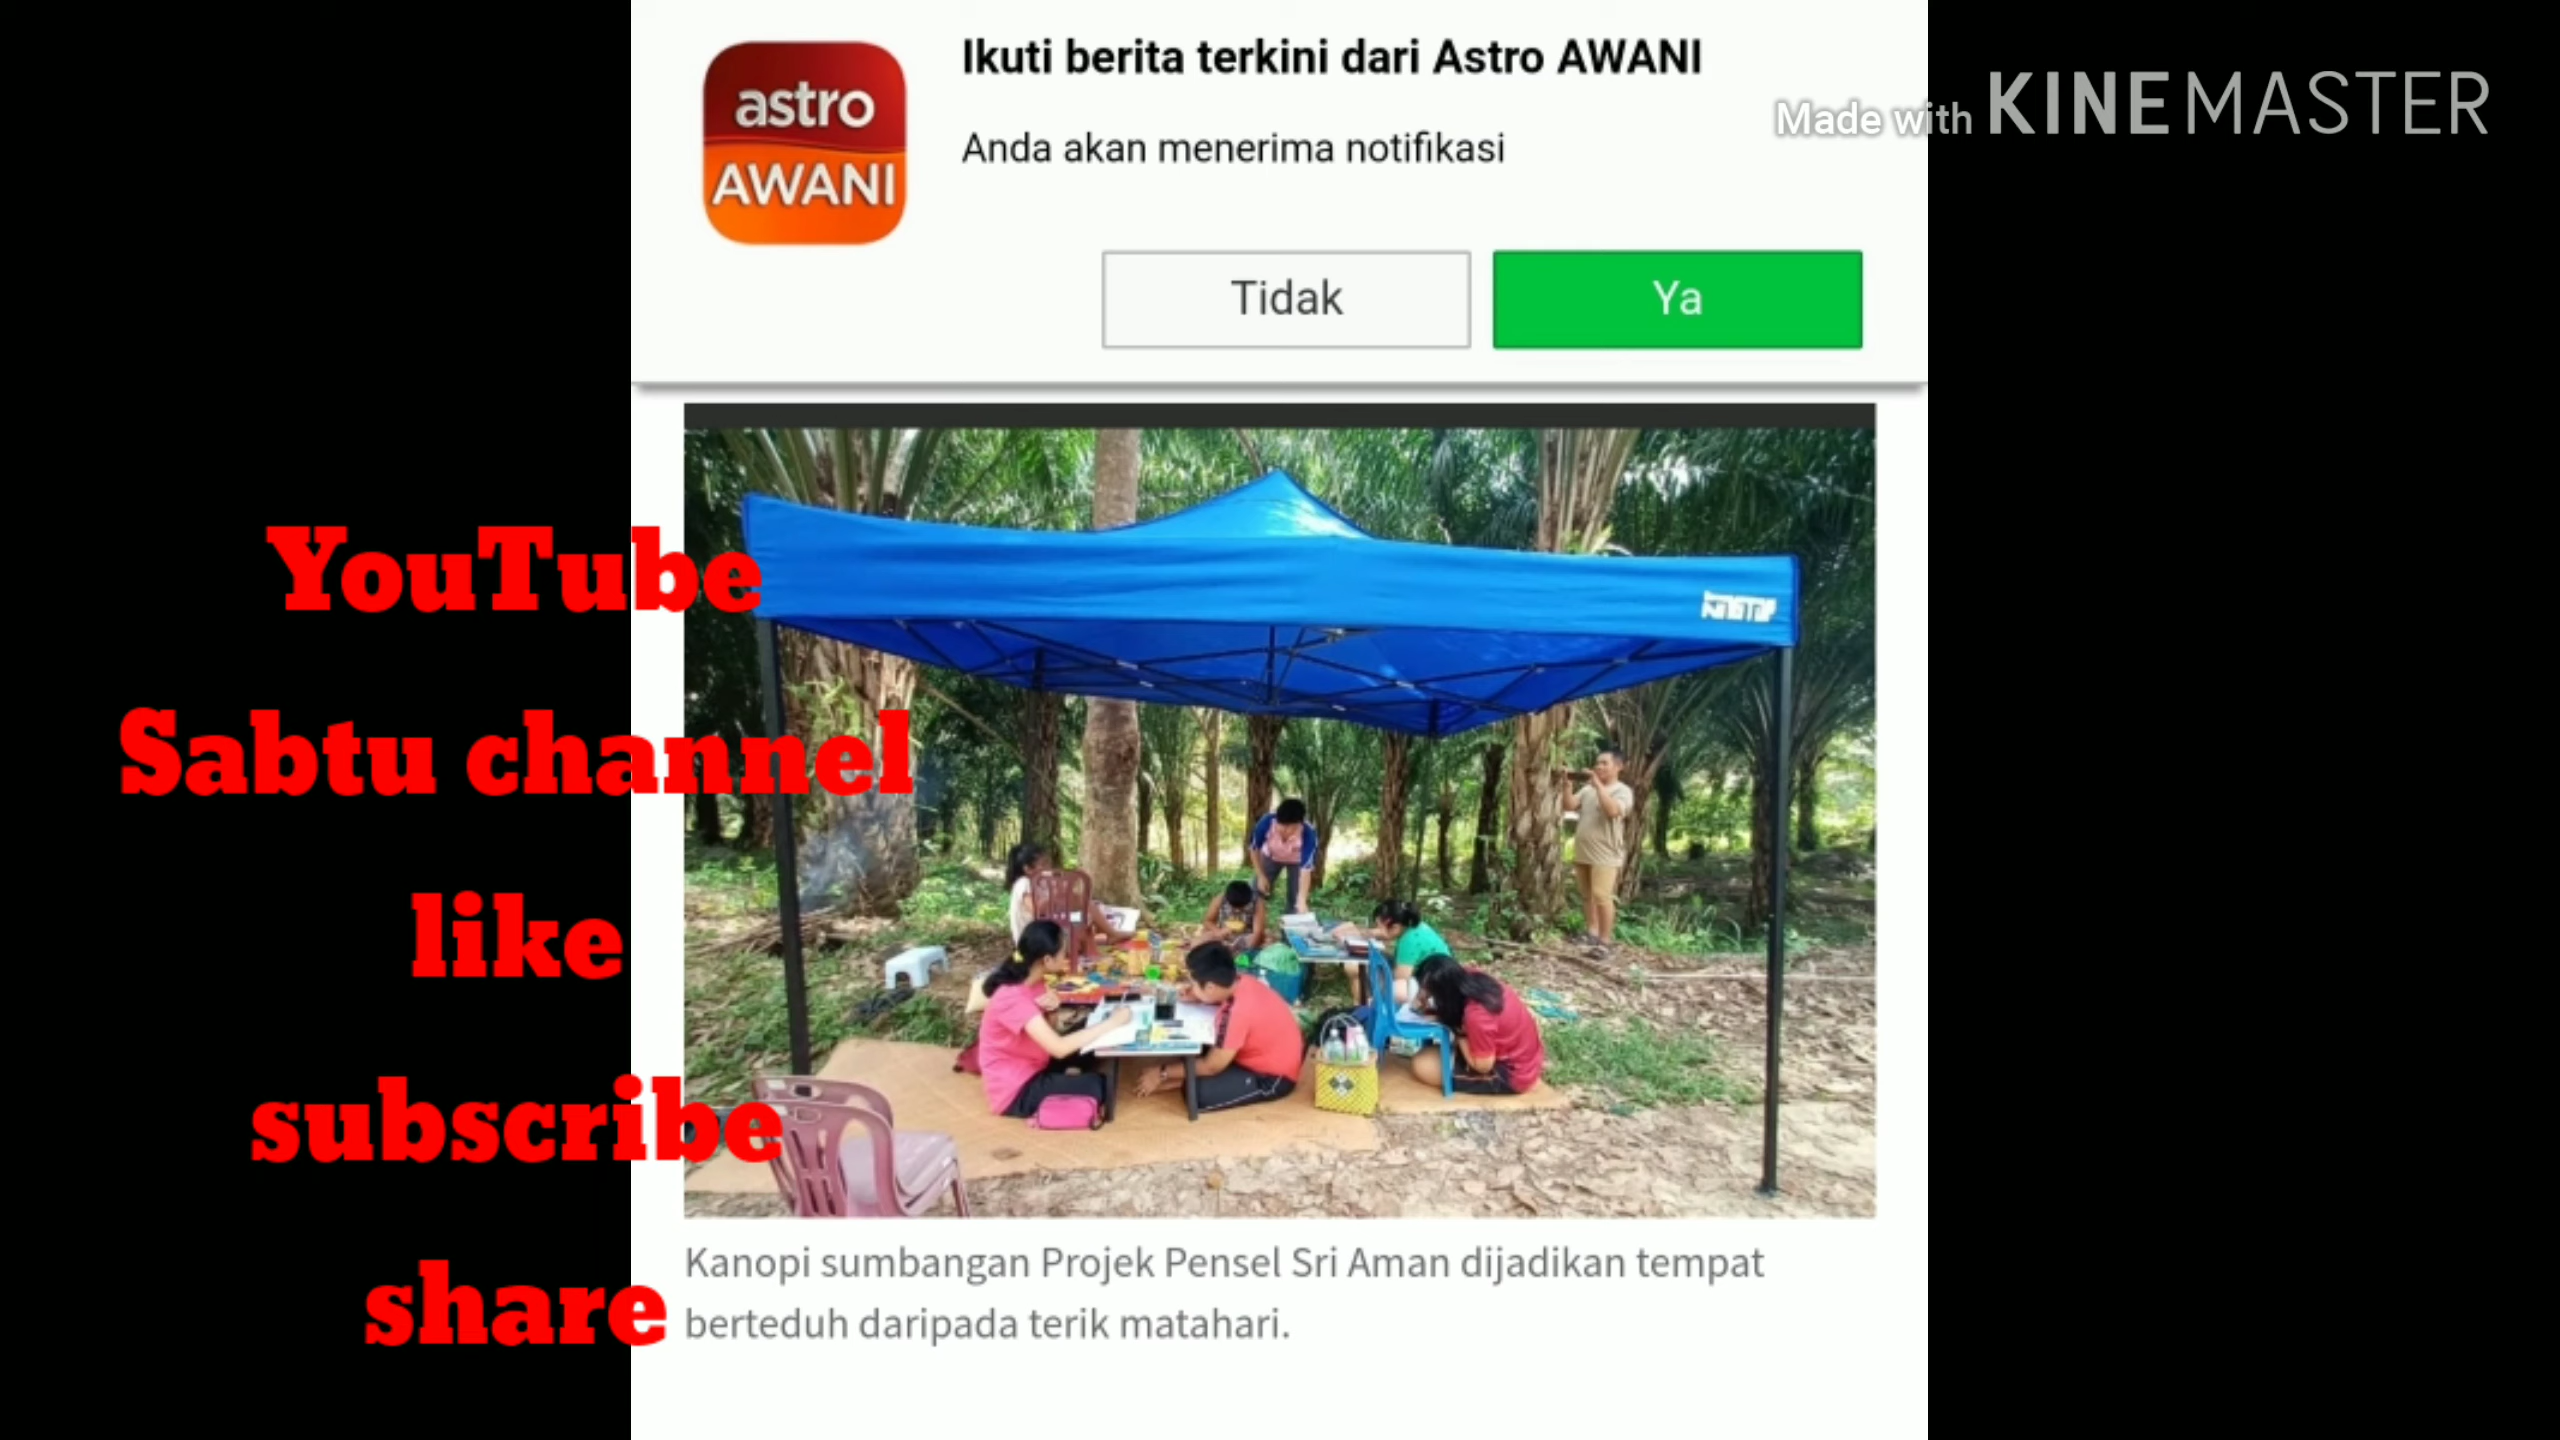 astro
AWANI
Ikuti berita terkini dari Astro AWANI
Anda akan menerima notifikasi
Tidak
Ya
Made with KINEMASTER
YouTube
Sabtu channel
like
subscribe
share
Kanopi sumbangan Projek Pensel Sri Aman dijadikan tempat
berteduh daripada terik matahari.